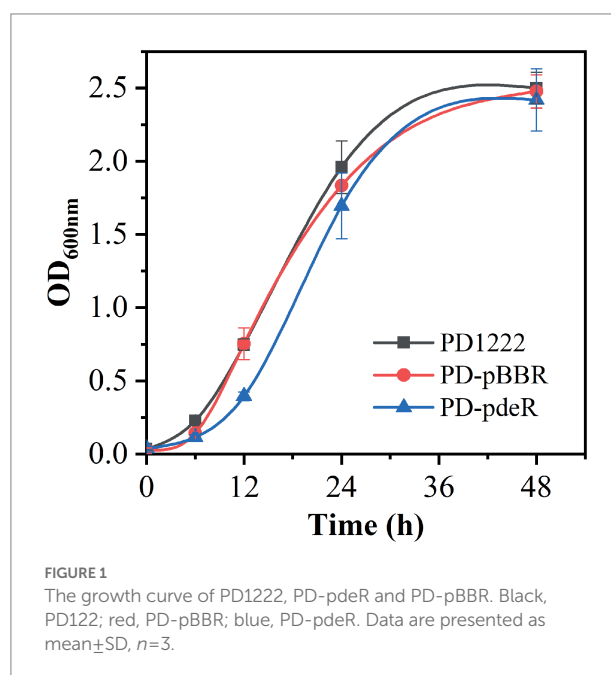 2.5
2.0
1.5
1.0
0.5
0.0
OD600nm
PD1222
PD-pBBR
PD-pdeR
0 12 24 36 48
Time (h)
FIGURE 1
The growth curve of PD1222, PD-pdeR and PD-pBBR. Black,
PD122; red, PD-pBBR; blue, PD-pdeR. Data are presented as
mean±SD, n=3.